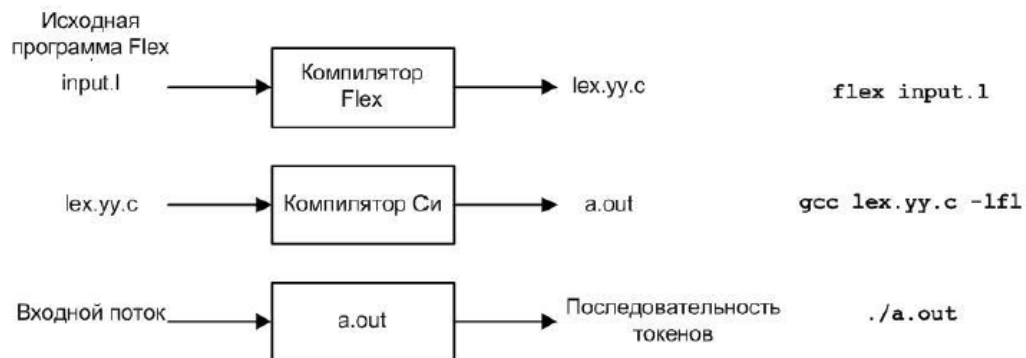 Исходная
программа Flex
input.l
Компилятор
Flex
lex.yy.c
flex input.l
lex.yy.c
Компилятор Си
a.out
gcc lex.yy.c -lfl
Входной поток
a.out
Последовательность
токенов
./a.out